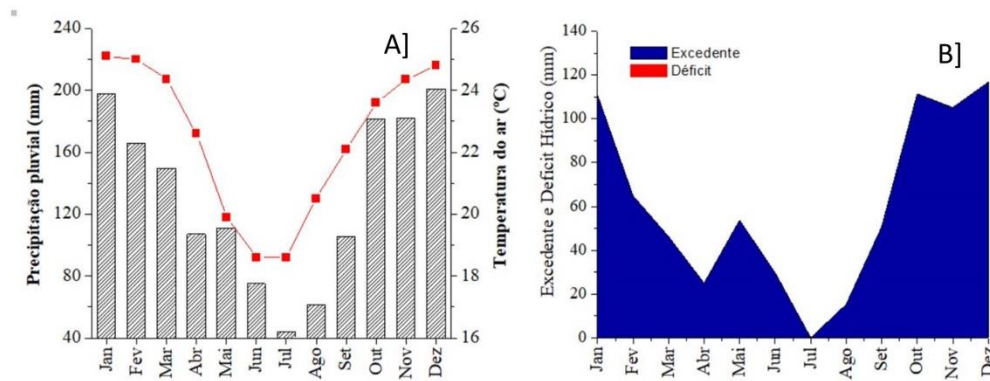 A]
Precipitação pluvial (mm)
240
200
160
120
80
40
Temperatura do ar (ºC)
26
24
22
20
18
16
Jan
Fev
Mar
Abr
Mai
Jun
Jul
Ago
Set
Out
Nov
Dez
B]
Excedente
Déficit
Excedente e Deficit Hídrico (mm)
140
120
100
80
60
40
20
0
Jan
Fev
Mar
Abr
Mai
Jun
Jul
Ago
Set
Out
Nov
Dez